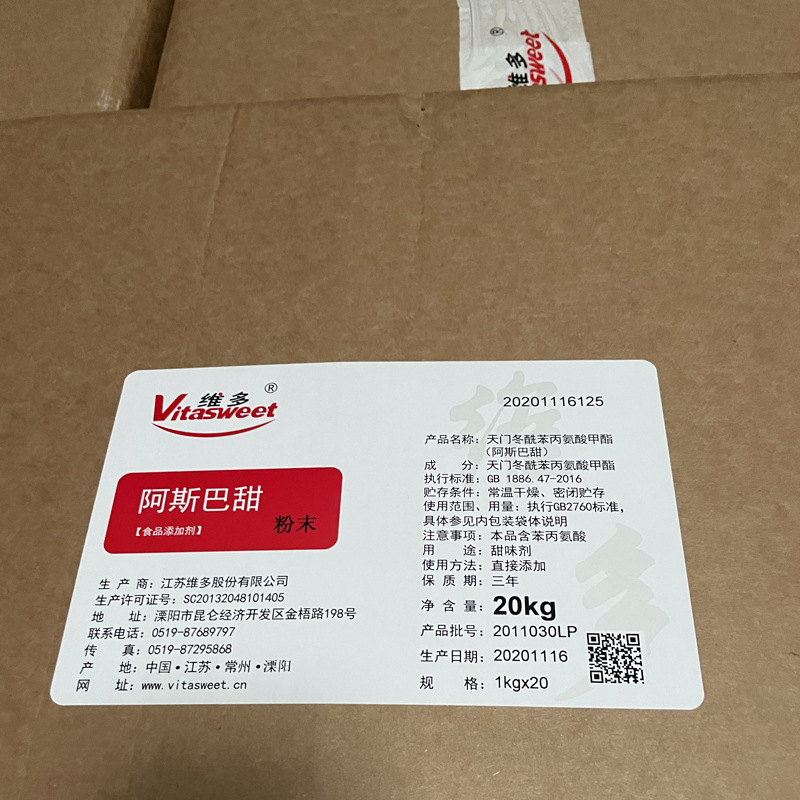 ®
维多
sweet
维多®
Vitasweet
阿斯巴甜
【食品添加剂】
粉末
生 产 商：江苏维多股份有限公司
生产许可证号：SC20132048101405
地 址：溧阳市昆仑经济开发区金梧路198号
联系电话：0519-87689797
传 真：0519-87295868
产 地：中国·江苏·常州·溧阳
网 址：www.vitasweet.cn
20201116125
产品名称：天门冬酰苯丙氨酸甲酯
（阿斯巴甜）
成 分：天门冬酰苯丙氨酸甲酯
执行标准：GB 1886.47-2016
贮存条件：常温干燥、密闭贮存
使用范围、用量：执行GB2760标准，
具体参见内包装袋体说明
注意事项：本品含苯丙氨酸
用 途：甜味剂
使用方法：直接添加
保 质 期：三年
净 含 量：20kg
产品批号：2011030LP
生产日期：20201116
规 格：1kgx20
维
多